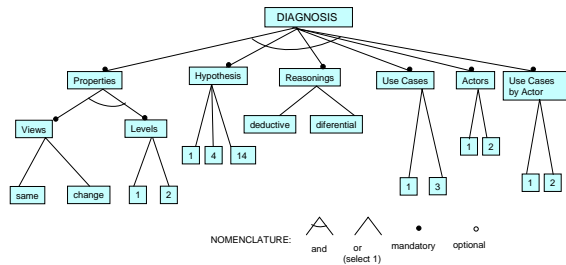 DIAGNOSIS
Properties
Hypothesis
Reasonings
Use Cases
Actors
Use Cases
by Actor
Views
Levels
1
4
14
deductive
diferential
1
2
same
change
1
2
1
3
1
2
NOMENCLATURE:
and
or
(select 1)
mandatory
optional